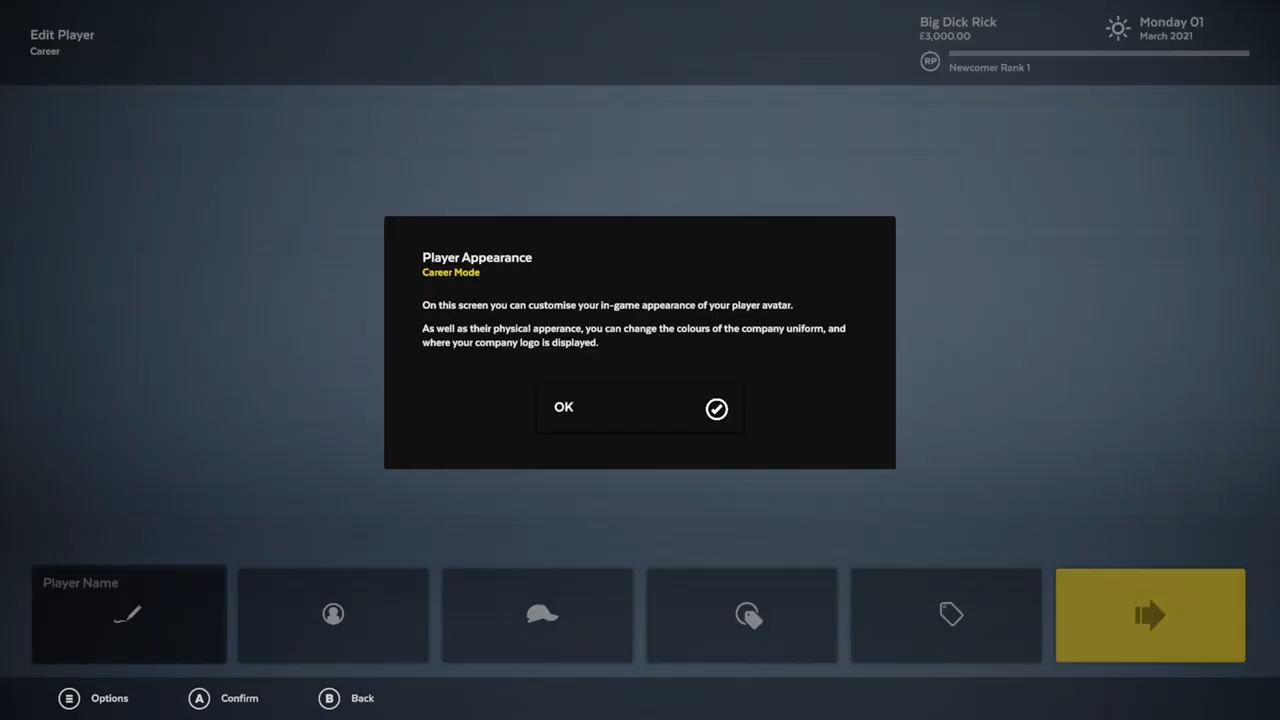 Edit Player
Career
Big Dick Rick
£3,000.00
Monday 01
March 2021
RP
Newcomer Rank 1
Player Appearance
Career Mode
On this screen you can customise your in-game appearance of your player avatar.
As well as their physical apperance, you can change the colours of the company uniform, and
where your company logo is displayed.
OK
Player Name
Options
A Confirm
B Back